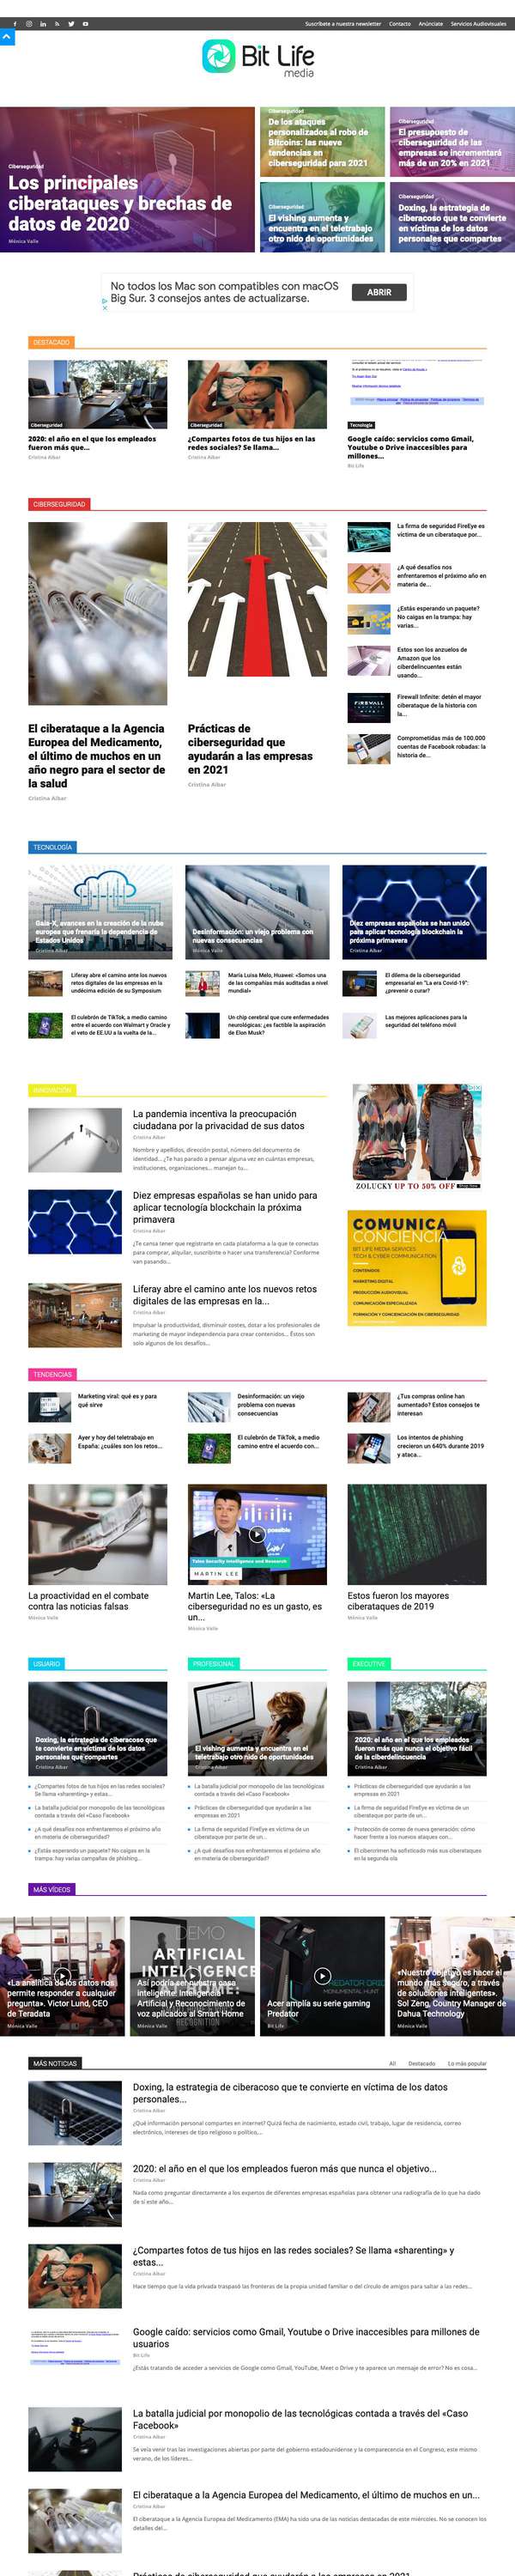 Suscríbete a nuestra newsletter Contacto Anúnciate Servicios Audiovisuales
Bit Life
media
Ciberseguridad
Los principales
ciberataques y brechas de
datos de 2020
Mónica Valle
Ciberseguridad
De los ataques
personalizados al robo de
Bitcoins: las nueve
tendencias en
ciberseguridad para 2021
Ciberseguridad
El presupuesto de
ciberseguridad de las
empresas se incrementará
más de un 20% en 2021
Ciberseguridad
El vishing aumenta y
encuentra en el teletrabajo
otro nido de oportunidades
Ciberseguridad
Doxing, la estrategia de
ciberacoso que te convierte
en víctima de los datos
personales que compartes
No todos los Mac son compatibles con macOS
Big Sur. 3 consejos antes de actualizarse.
ABRIR
DESTACADO
Ciberseguridad
2020: el año en el que los empleados
fueron más que...
Cristina Albar
Ciberseguridad
¿Compartes fotos de tus hijos en las
redes sociales? Se llama...
Cristina Albar
Tecnología
Google caído: servicios como Gmail,
Youtube o Drive inaccesibles para
millones...
Bit Life
CIBERSEGURIDAD
El ciberataque a la Agencia
Europea del Medicamento,
el último de muchos en un
año negro para el sector de
la salud
Cristina Albar
Prácticas de
ciberseguridad que
ayudarán a las empresas
en 2021
Cristina Albar
La firma de seguridad FireEye es
víctima de un ciberataque por...
¿A qué desafíos nos
enfrentaremos el próximo año en
materia de...
¿Estás esperando un paquete?
No caigas en la trampa: hay
varias...
Estos son los anzuelos de
Amazon que los
ciberdelincuentes están
usando...
FIREWALL
Firewall Infinite: detén el mayor
ciberataque de la historia con
la...
Comprometidas más de 100.000
cuentas de Facebook robadas: la
historia de...
TECNOLOGÍA
Gaia-X, avances en la creación de la nube
europea que frenaría la dependencia de
Estados Unidos
Cristina Albar
Desinformación: un viejo problema con
nuevas consecuencias
Mónica Valle
Diez empresas españolas se han unido
para aplicar tecnología blockchain la
próxima primavera
Cristina Albar
Liferay abre el camino ante los nuevos
retos digitales de las empresas en la
undécima edición de su Symposium
María Luisa Melo, Huawei: «Somos una
de las compañías más auditadas a nivel
mundial»
El dilema de la ciberseguridad
empresarial en "La era Covid-19":
¿prevenir o curar?
El culebrón de TikTok, a medio camino
entre el acuerdo con Walmart y Oracle y
el veto de EE.UU a la vuelta de la...
Un chip cerebral que cure enfermedades
neurológicas: ¿es factible la aspiración
de Elon Musk?
Las mejores aplicaciones para la
seguridad del teléfono móvil
INNOVACIÓN
La pandemia incentiva la preocupación
ciudadana por la privacidad de sus datos
Cristina Albar
Nombre y apellidos, dirección postal, número del documento de
identidad... ¿Te has parado a pensar alguna vez en cuántas empresas,
instituciones, organizaciones... manejan tu...
Diez empresas españolas se han unido para
aplicar tecnología blockchain la próxima
primavera
Cristina Albar
¿Te cansa tener que registrarte en cada plataforma a la que te conectas
para comprar, alquilar, suscribirte o hacer una transferencia? Conforme
van pasando...
Liferay abre el camino ante los nuevos retos
digitales de las empresas en la...
Cristina Albar
Impulsar la productividad, disminuir costes, dotar a los profesionales de
marketing de mayor independencia para crear contenidos... Éstos son
solo algunos de los desafíos...
ZOLUCKY UP TO 50% OFF
COMUNICA
CONCIENCIA
BIT LIFE MEDIA SERVICES
TECH & CYBER COMMUNICATION
CONTENIDOS
MARKETING DIGITAL
PRODUCCIÓN AUDIOVISUAL
COMUNICACIÓN ESPECIALIZADA
FORMACIÓN Y CONCIENCIACIÓN EN CIBERSEGURIDAD
TENDENCIAS
Marketing viral: qué es y para
qué sirve
Desinformación: un viejo
problema con nuevas
consecuencias
¿Tus compras online han
aumentado? Estos consejos te
interesan
Ayer y hoy del teletrabajo en
España: ¿cuáles son los retos...
El culebrón de TikTok, a medio
camino entre el acuerdo con...
Los intentos de phishing
crecieron un 640% durante 2019
y ataca...
La proactividad en el combate
contra las noticias falsas
Mónica Valle
possible
Talos Security Intelligence and Research
MARTIN LEE
Martin Lee, Talos: «La
ciberseguridad no es un gasto, es
un...
Mónica Valle
Estos fueron los mayores
ciberataques de 2019
Mónica Valle
USUARIO
Doxing, la estrategia de ciberacoso que
te convierte en víctima de los datos
personales que compartes
Cristina Albar
¿Compartes fotos de tus hijos en las redes sociales?
Se llama «sharenting» y estas...
La batalla judicial por monopolio de las tecnológicas
contada a través del «Caso Facebook»
¿A qué desafíos nos enfrentaremos el próximo año
en materia de ciberseguridad?
¿Estás esperando un paquete? No caigas en la
trampa: hay varias campañas de phishing...
PROFESIONAL
El vishing aumenta y encuentra en el
teletrabajo otro nido de oportunidades
Cristina Albar
La batalla judicial por monopolio de las tecnológicas
contada a través del «Caso Facebook»
Prácticas de ciberseguridad que ayudarán a las
empresas en 2021
La firma de seguridad FireEye es víctima de un
ciberataque por parte de un...
¿A qué desafíos nos enfrentaremos el próximo año
en materia de ciberseguridad?
EXECUTIVE
2020: el año en el que los empleados
fueron más que nunca el objetivo fácil
de la ciberdelincuencia
Cristina Albar
Prácticas de ciberseguridad que ayudarán a las
empresas en 2021
La firma de seguridad FireEye es víctima de un
ciberataque por parte de un...
Protección de correo de nueva generación: cómo
hacer frente a los nuevos ataques con...
El cibercrimen ha sofisticado más sus ciberataques
en la segunda ola
MÁS VÍDEOS
«La analítica de los datos nos
permite responder a cualquier
pregunta». Victor Lund, CEO
de Teradata
Mónica Valle
DEMO
ARTIFICIAL
INTELLIGENCE
RECOGNITION
Así podría ser nuestra casa
inteligente: Inteligencia
Artificial y Reconocimiento de
voz aplicados al Smart Home
Mónica Valle
Acer amplía su serie gaming
Predator
Bit Life
«Nuestro objetivo es hacer el
mundo más seguro, a través
de soluciones inteligentes».
Sol Zeng, Country Manager de
Dahua Technology
Mónica Valle
MÁS NOTICIAS
All Destacado Lo más popular
Doxing, la estrategia de ciberacoso que te convierte en víctima de los datos
personales...
Cristina Albar
¿Qué información personal compartes en internet? Quizá fecha de nacimiento, estado civil, trabajo, lugar de residencia, correo
electrónico, intereses de tipo religioso o político,...
2020: el año en el que los empleados fueron más que nunca el objetivo...
Cristina Albar
Nada como preguntar directamente a los expertos de diferentes empresas españolas para obtener una radiografía de lo que ha dado
de sí este año...
¿Compartes fotos de tus hijos en las redes sociales? Se llama «sharenting» y
estas...
Cristina Albar
Hace tiempo que la vida privada traspasó las fronteras de la propia unidad familiar o del círculo de amigos para saltar a las redes...
Google caído: servicios como Gmail, Youtube o Drive inaccesibles para millones de
usuarios
Bit Life
¿Estás tratando de acceder a servicios de Google como Gmail, YouTube, Meet o Drive y te aparece un mensaje de error? No es cosa...
La batalla judicial por monopolio de las tecnológicas contada a través del «Caso
Facebook»
Cristina Albar
Se veía venir tras las investigaciones abiertas por parte del gobierno estadounidense y la comparecencia en el Congreso, este mismo
verano, de los líderes...
El ciberataque a la Agencia Europea del Medicamento, el último de muchos en un...
Cristina Albar
El ciberataque a la Agencia Europea del Medicamento (EMA) ha sido una de las noticias destacadas de este miércoles. No se conocen los
detalles del...